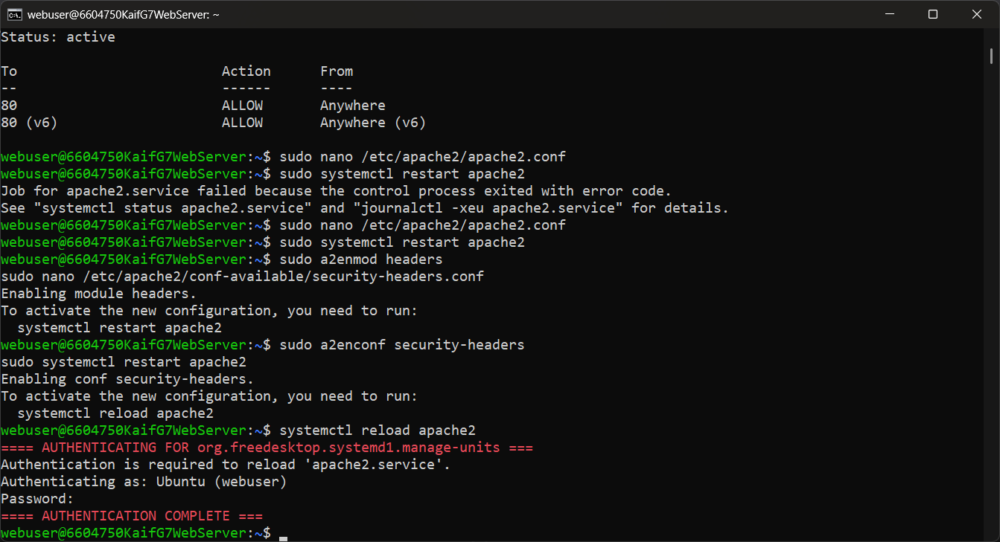 webuser@6604750KaifG7WebServer: ~
Status: active
To Action From
-- ------ ----
80 ALLOW Anywhere
80 (v6) ALLOW Anywhere (v6)
webuser@6604750KaifG7WebServer:~$ sudo nano /etc/apache2/apache2.conf
webuser@6604750KaifG7WebServer:~$ sudo systemctl restart apache2
Job for apache2.service failed because the control process exited with error code.
See "systemctl status apache2.service" and "journalctl -xeu apache2.service" for details.
webuser@6604750KaifG7WebServer:~$ sudo nano /etc/apache2/apache2.conf
webuser@6604750KaifG7WebServer:~$ sudo systemctl restart apache2
webuser@6604750KaifG7WebServer:~$ sudo a2enmod headers
sudo nano /etc/apache2/conf-available/security-headers.conf
Enabling module headers.
To activate the new configuration, you need to run:
  systemctl restart apache2
webuser@6604750KaifG7WebServer:~$ sudo a2enconf security-headers
sudo systemctl restart apache2
Enabling conf security-headers.
To activate the new configuration, you need to run:
  systemctl reload apache2
webuser@6604750KaifG7WebServer:~$ systemctl reload apache2
==== AUTHENTICATING FOR org.freedesktop.systemd1.manage-units ===
Authentication is required to reload 'apache2.service'.
Authenticating as: Ubuntu (webuser)
Password:
==== AUTHENTICATION COMPLETE ===
webuser@6604750KaifG7WebServer:~$